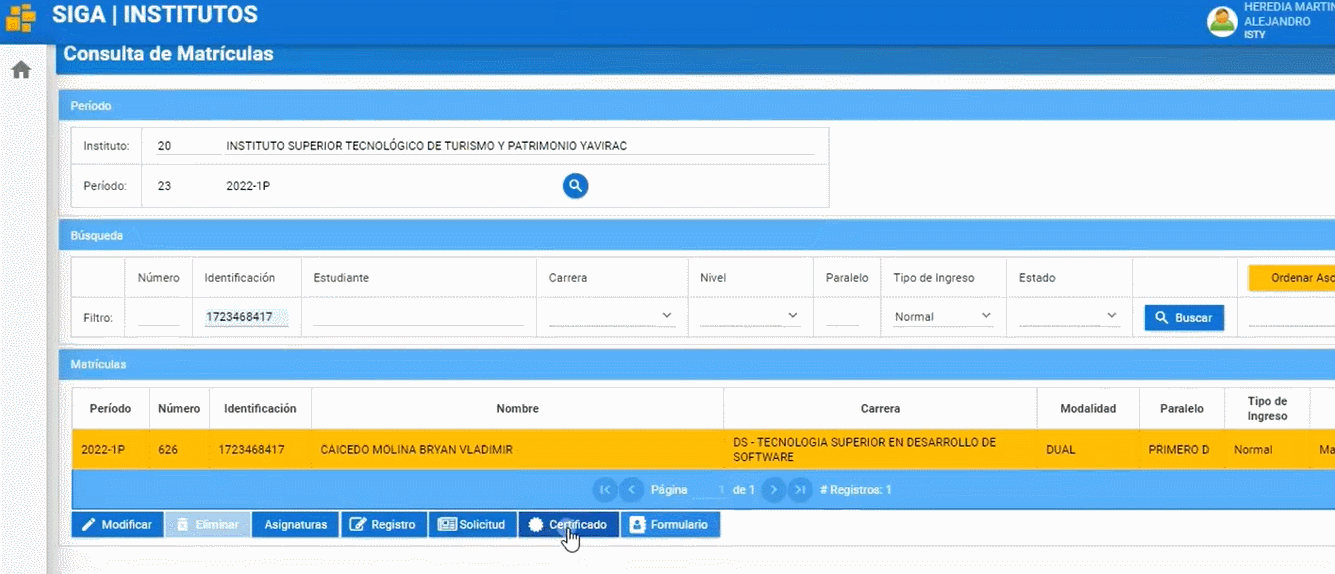 SIGA | INSTITUTOS
HEREDIA MARTIN
ALEJANDRO
ISTY
Consulta de Matrículas
Período
Instituto: 20 INSTITUTO SUPERIOR TECNOLÓGICO DE TURISMO Y PATRIMONIO YAVIRAC
Período: 23 2022-1P
Búsqueda
Número Identificación Estudiante Carrera Nivel Paralelo Tipo de Ingreso Estado Ordenar Asc
Filtro: 1723468417 Normal Buscar
Matrículas
Período Número Identificación Nombre Carrera Modalidad Paralelo Tipo de Ingreso
2022-1P 626 1723468417 CAICEDO MOLINA BRYAN VLADIMIR DS - TECNOLOGIA SUPERIOR EN DESARROLLO DE SOFTWARE DUAL PRIMERO D Normal Ma
Página 1 de 1 # Registros: 1
Modificar Eliminar Asignaturas Registro Solicitud Certificado Formulario